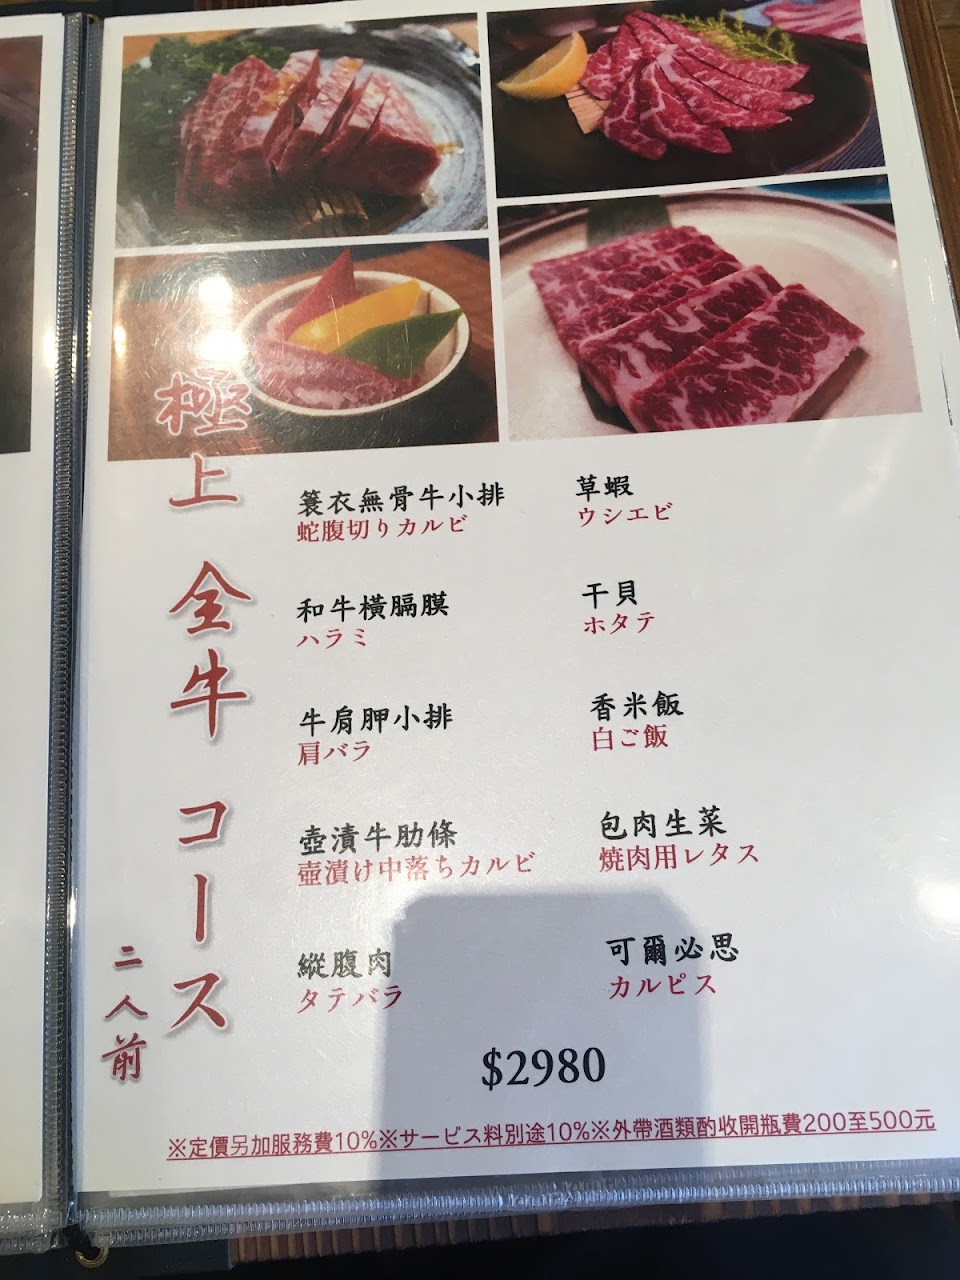 極上 全牛 コース
二人前
簑衣無骨牛小排
蛇腹切りカルビ
和牛橫膈膜
ハラミ
牛肩胛小排
肩バラ
壺漬牛肋條
壺漬け中落ちカルビ
縱腹肉
タテバラ
草蝦
ウシエビ
干貝
ホタテ
香米飯
白ご飯
包肉生菜
焼肉用レタス
可爾必思
カルピス
$2980
※定價另加服務費10%※サービス料別途10%※外帶酒類酌收開瓶費200至500元